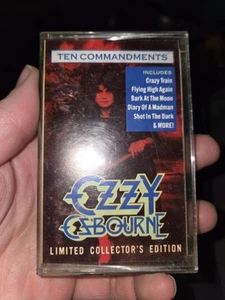 TEN COMMANDMENTS
INCLUDES
Crazy Train
Flying High Again
Bark At The Moon
Diary Of A Madman
Shot In The Dark
& MORE!
OZZY
OSBOURNE
LIMITED COLLECTOR'S EDITION